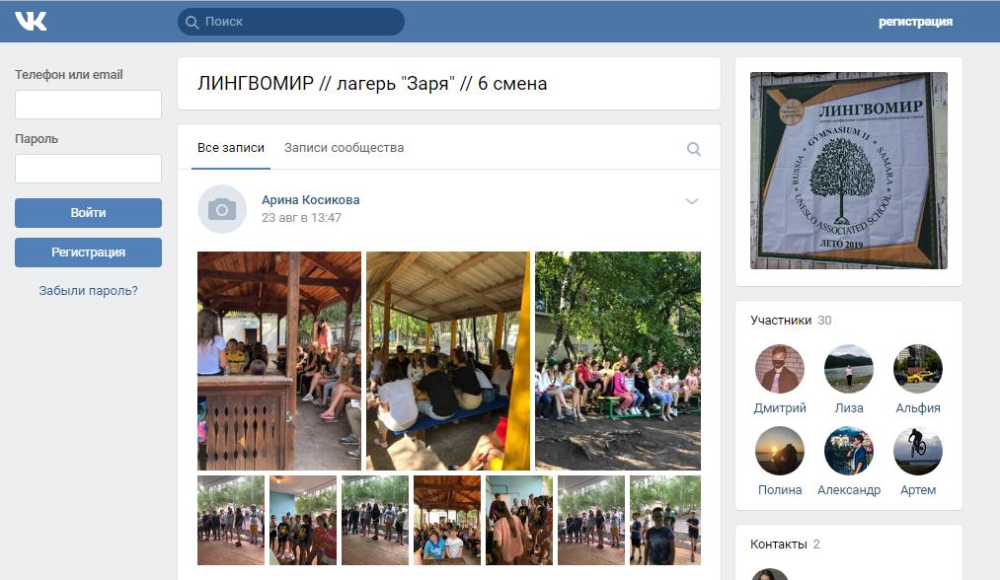 Поиск
регистрация
Телефон или email
Пароль
Войти
Регистрация
Забыли пароль?
ЛИНГВОМИР // лагерь "Заря" // 6 смена
Все записи
Записи сообщества
Арина Косикова
23 авг в 13:47
ЛИНГВОМИР
GYMNASIUM 11 • SAMARA • UNESCO ASSOCIATED SCHOOL • RUSSIA
ЛЕТО 2019
Участники 30
Дмитрий
Лиза
Альфия
Полина
Александр
Артем
Контакты 2